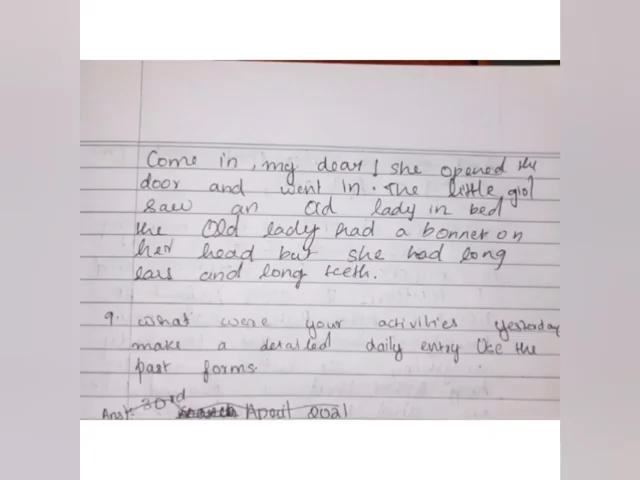 Come in, my dear! she opened the
door and went in. The little girl
saw an old lady in bed
the Old lady had a bonnet on
her head but she had long
ears and long teeth.
9. What were your activities yesterday
make a detailed daily entry Use the
past forms.
Ans: 30rd April 2021